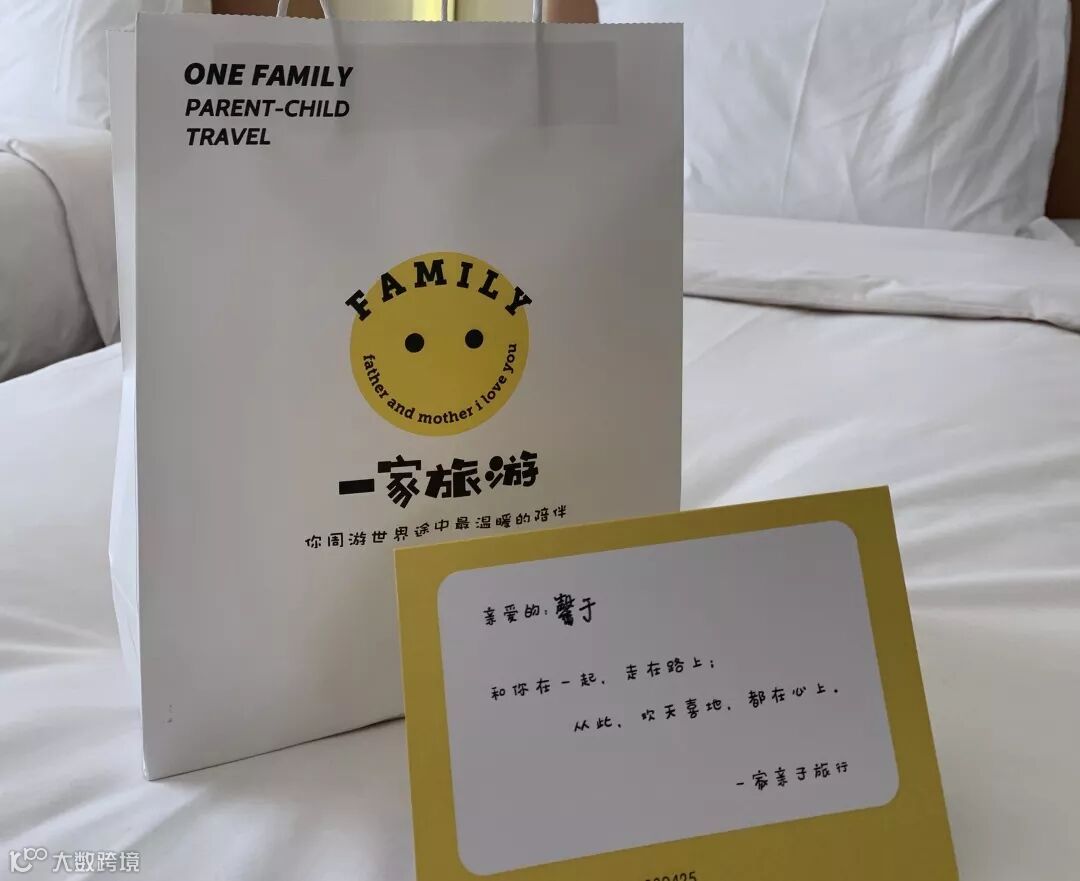 ONE FAMILY
PARENT-CHILD
TRAVEL
FAMILY
father and mother i love you
一家旅游
你周游世界途中最温暖的陪伴
亲爱的:馨于
和你在一起，走在路上；
从此，欢天喜地，都在心上。
一家亲子旅行
大数跨境